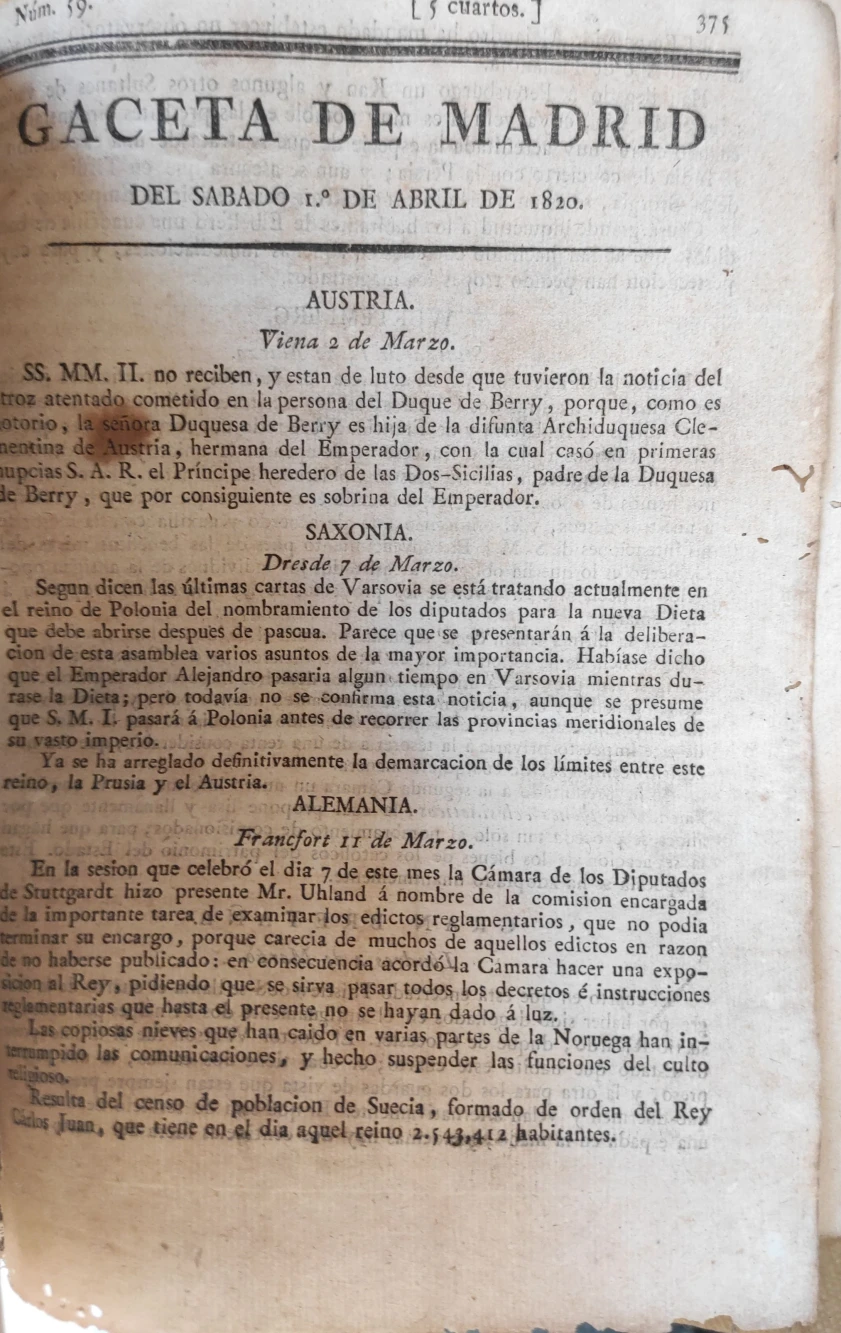 Núm. 59. [ 5 cuartos. ] 375
GACETA DE MADRID
DEL SABADO 1.º DE ABRIL DE 1820.
AUSTRIA.
Viena 2 de Marzo.
SS. MM. II. no reciben, y estan de luto desde que tuvieron la noticia del
troz atentado cometido en la persona del Duque de Berry, porque, como es
otorio, la señora Duquesa de Berry es hija de la difunta Archiduquesa Cle-
mentina de Austria, hermana del Emperador, con la cual casó en primeras
nupcias S. A. R. el Príncipe heredero de las Dos-Sicilias, padre de la Duquesa
de Berry, que por consiguiente es sobrina del Emperador.
SAXONIA.
Dresde 7 de Marzo.
Segun dicen las últimas cartas de Varsovia se está tratando actualmente en
el reino de Polonia del nombramiento de los diputados para la nueva Dieta
que debe abrirse despues de pascua. Parece que se presentarán á la delibera-
cion de esta asamblea varios asuntos de la mayor importancia. Habíase dicho
que el Emperador Alejandro pasaria algun tiempo en Varsovia mientras du-
rase la Dieta; pero todavía no se confirma esta noticia, aunque se presume
que S. M. I. pasará á Polonia antes de recorrer las provincias meridionales de
su vasto imperio.
Ya se ha arreglado definitivamente la demarcacion de los límites entre este
reino, la Prusia y el Austria.
ALEMANIA.
Francfort 11 de Marzo.
En la sesion que celebró el dia 7 de este mes la Cámara de los Diputados
de Stuttgardt hizo presente Mr. Uhland á nombre de la comision encargada
de la importante tarea de examinar los edictos reglamentarios, que no podia
terminar su encargo, porque carecia de muchos de aquellos edictos en razon
de no haberse publicado: en consecuencia acordó la Cámara hacer una expo-
sicion al Rey, pidiendo que se sirva pasar todos los decretos é instrucciones
reglamentarias que hasta el presente no se hayan dado á luz.
Las copiosas nieves que han caido en varias partes de la Noruega han in-
terrumpido las comunicaciones, y hecho suspender las funciones del culto
religioso.
Resulta del censo de poblacion de Suecia, formado de orden del Rey
Carlos Juan, que tiene en el dia aquel reino 2.543,412 habitantes.